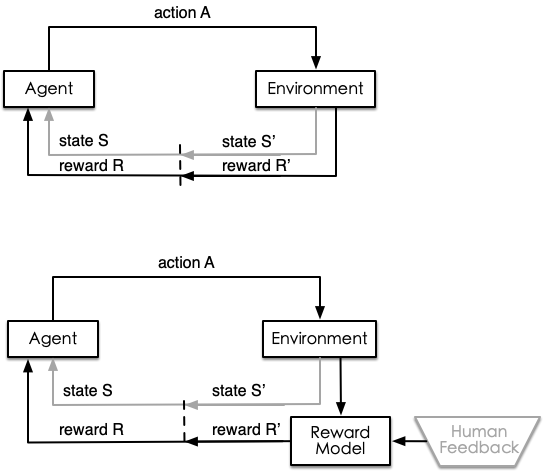 action A
Agent
Environment
state S
state S’
reward R
reward R’
action A
Agent
Environment
state S
state S’
reward R
reward R’
Reward
Model
Human
Feedback